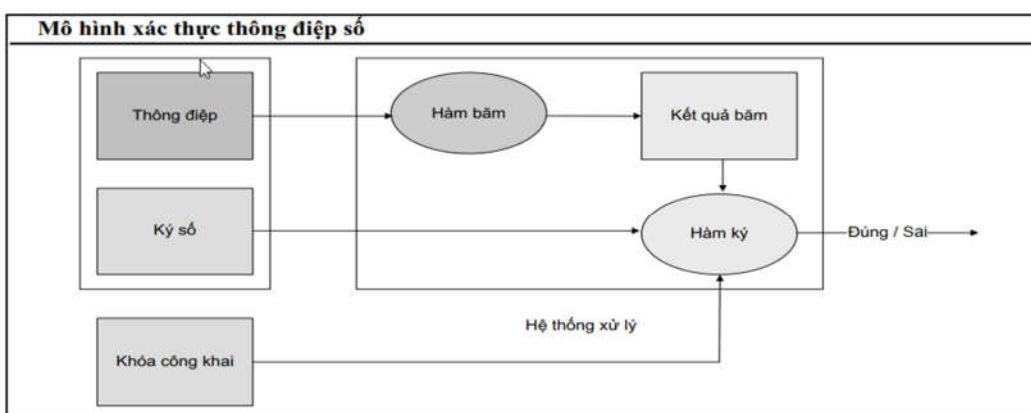 Mô hình xác thực thông điệp số
Thông điệp
Hàm băm
Kết quả băm
Ký số
Hàm ký
Đúng / Sai
Hệ thống xử lý
Khóa công khai